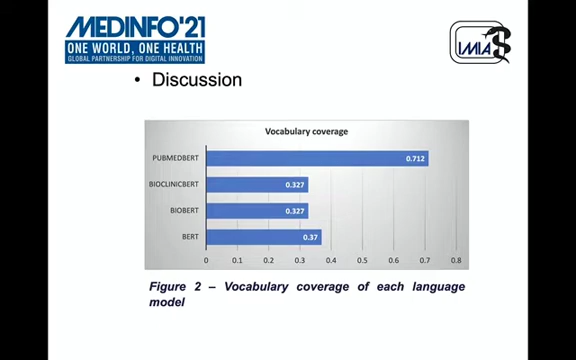 MEDINFO'21
ONE WORLD, ONE HEALTH
GLOBAL PARTNERSHIP FOR DIGITAL INNOVATION
IMIA
• Discussion
Vocabulary coverage
PUBMEDBERT 0.712
BIOCLINICBERT 0.327
BIOBERT 0.327
BERT 0.37
0 0.1 0.2 0.3 0.4 0.5 0.6 0.7 0.8
Figure 2 – Vocabulary coverage of each language
model